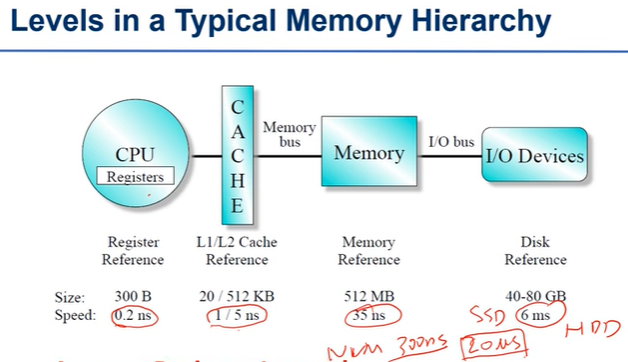 Levels in a Typical Memory Hierarchy
CPU
Registers
CACHE
Memory
bus
Memory
I/O bus
I/O Devices
Register
Reference
L1/L2 Cache
Reference
Memory
Reference
Disk
Reference
Size: 300 B 20 / 512 KB 512 MB 40-80 GB
Speed: 0.2 ns 1 / 5 ns 35 ns 6 ms
SSD HDD
NVM 300ns 20us